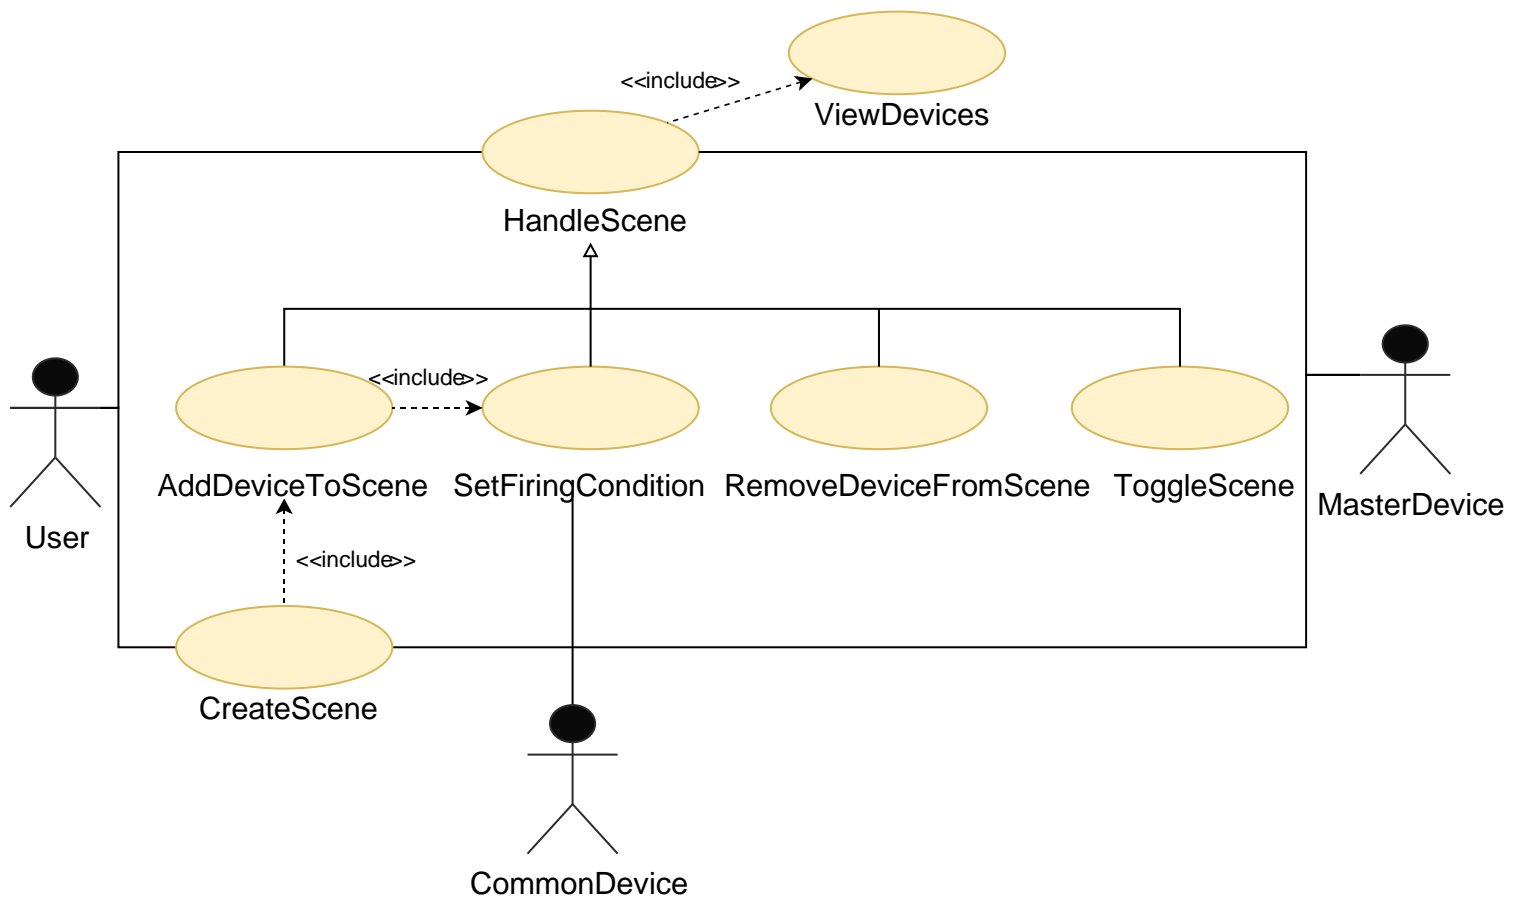 <<include>>
ViewDevices
HandleScene
<<include>>
AddDeviceToScene
SetFiringCondition
RemoveDeviceFromScene
ToggleScene
MasterDevice
User
<<include>>
CreateScene
CommonDevice